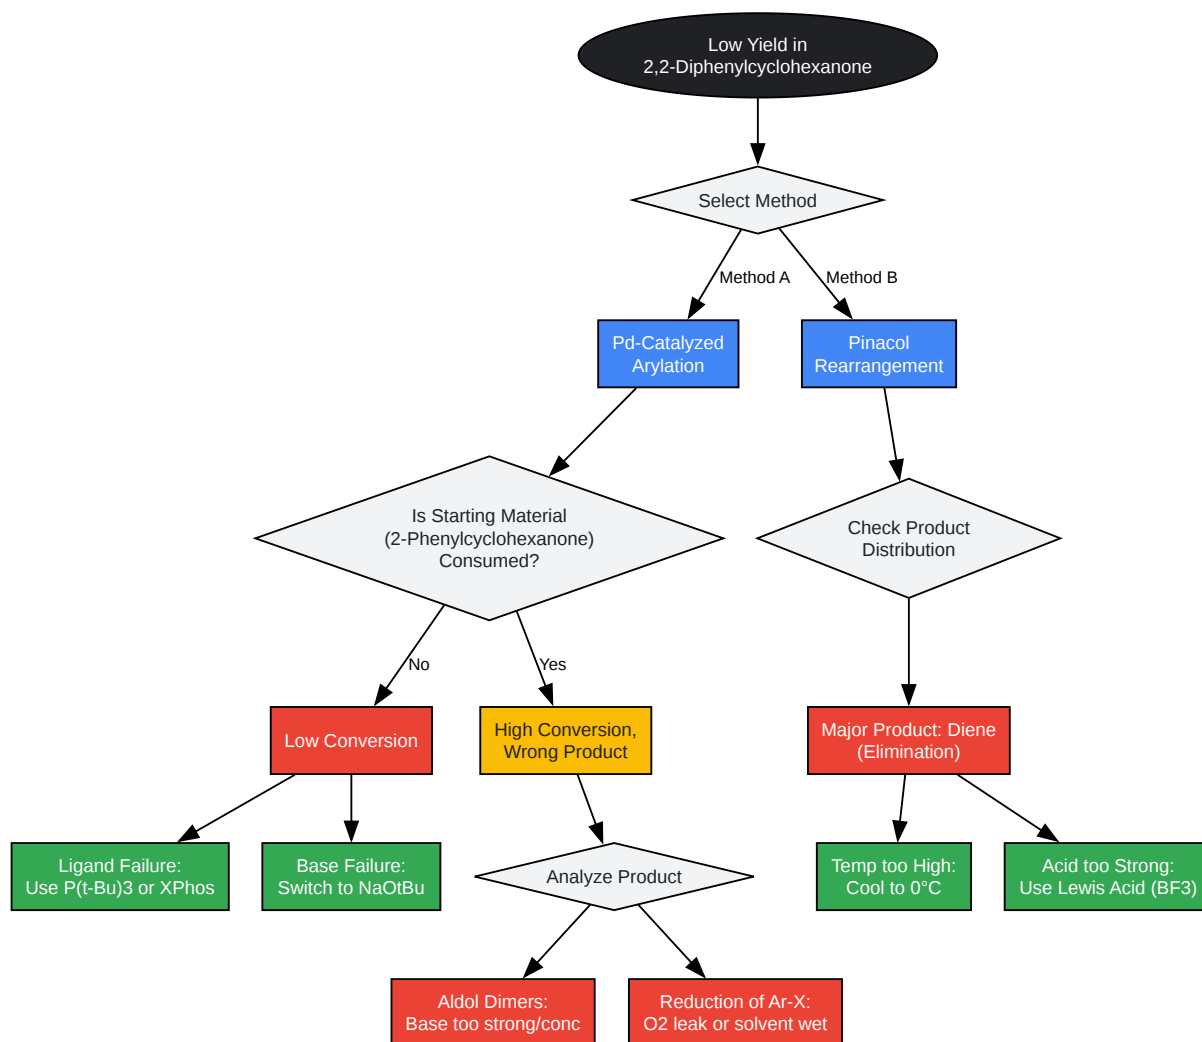 Low Yield in
2,2-Diphenylcyclohexanone
Select Method
Method A
Method B
Pd-Catalyzed
Arylation
Pinacol
Rearrangement
Is Starting Material
(2-Phenylcyclohexanone)
Consumed?
Check Product
Distribution
No
Yes
Low Conversion
High Conversion,
Wrong Product
Major Product: Diene
(Elimination)
Ligand Failure:
Use P(t-Bu)3 or XPhos
Base Failure:
Switch to NaOtBu
Analyze Product
Temp too High:
Cool to 0°C
Acid too Strong:
Use Lewis Acid (BF3)
Aldol Dimers:
Base too strong/conc
Reduction of Ar-X:
O2 leak or solvent wet